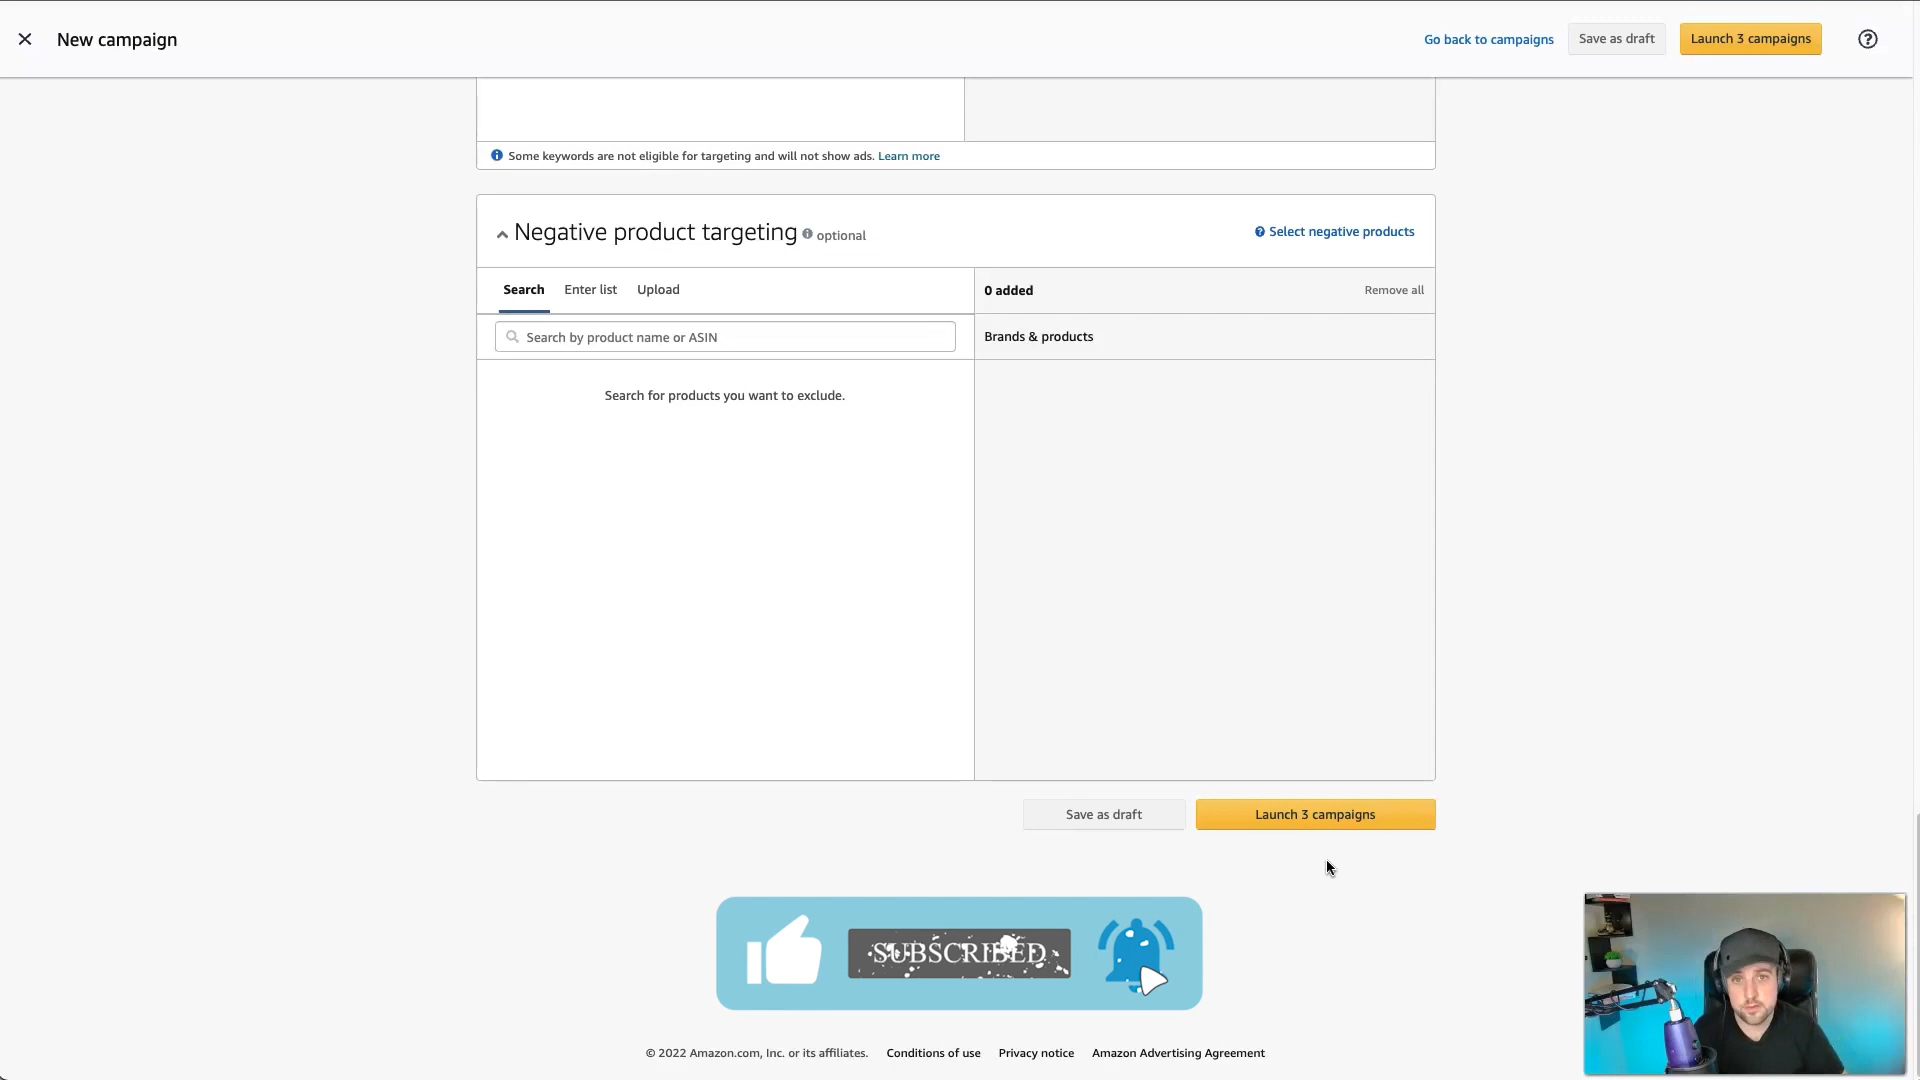 New campaign
Go back to campaigns
Save as draft
Launch 3 campaigns
Some keywords are not eligible for targeting and will not show ads. Learn more
Negative product targeting optional
Select negative products
Search Enter list Upload
0 added
Remove all
Search by product name or ASIN
Brands & products
Search for products you want to exclude.
Save as draft
Launch 3 campaigns
SUBSCRIBED
© 2022 Amazon.com, Inc. or its affiliates. Conditions of use Privacy notice Amazon Advertising Agreement